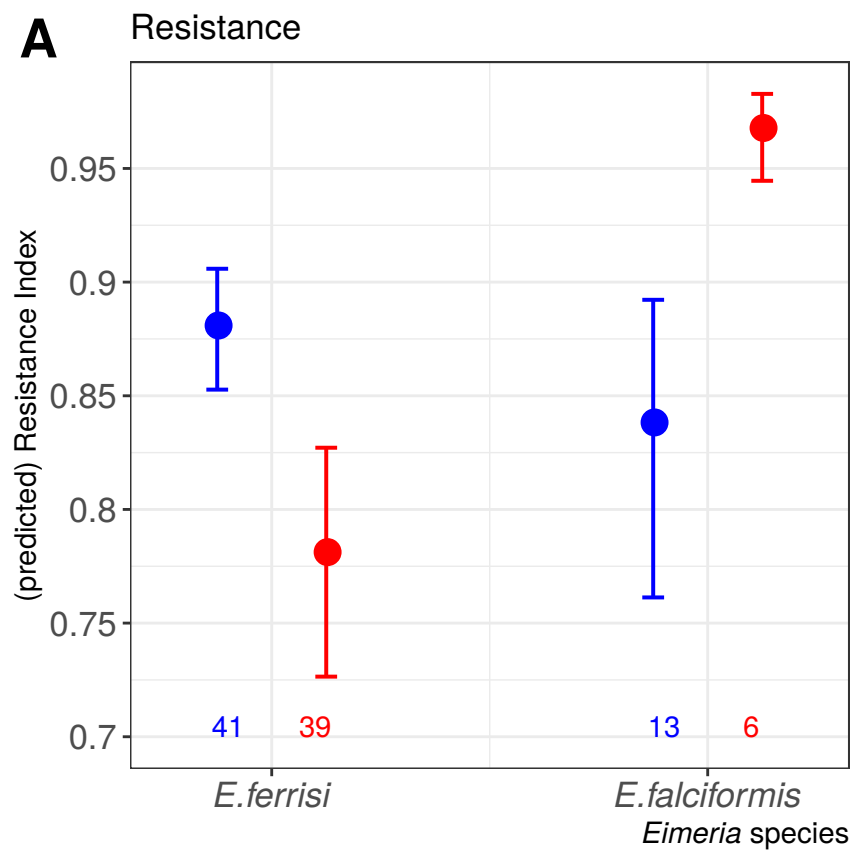 A
Resistance
(predicted) Resistance Index
0.95
0.9
0.85
0.8
0.75
0.7
41 39 13 6
E.ferrisi E.falciformis
Eimeria species